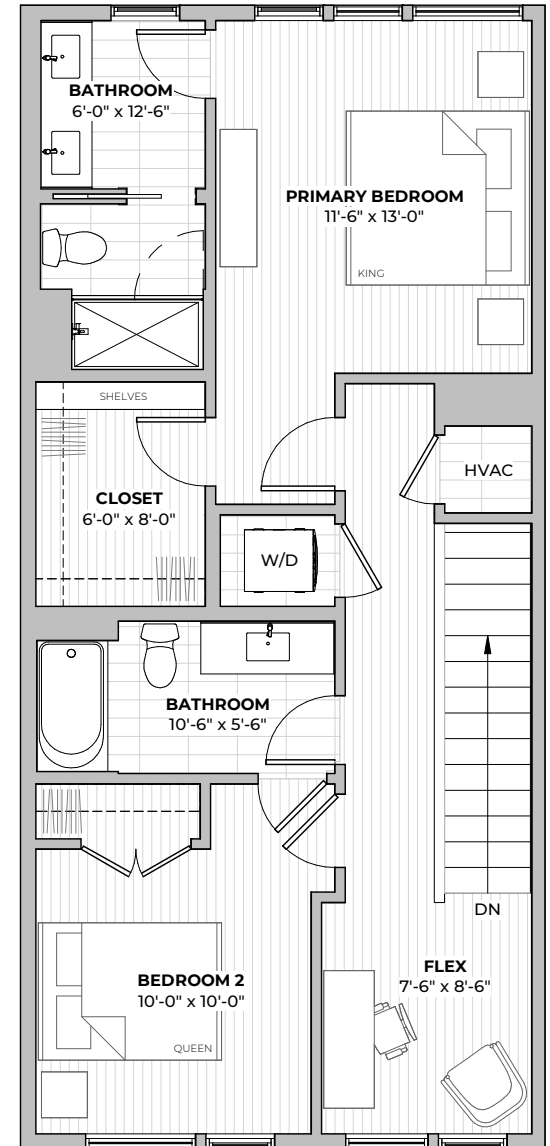 BATHROOM
6'-0" x 12'-6"
PRIMARY BEDROOM
11'-6" x 13'-0"
KING
SHELVES
HVAC
CLOSET
6'-0" x 8'-0"
W/D
BATHROOM
10'-6" x 5'-6"
DN
FLEX
7'-6" x 8'-6"
BEDROOM 2
10'-0" x 10'-0"
QUEEN